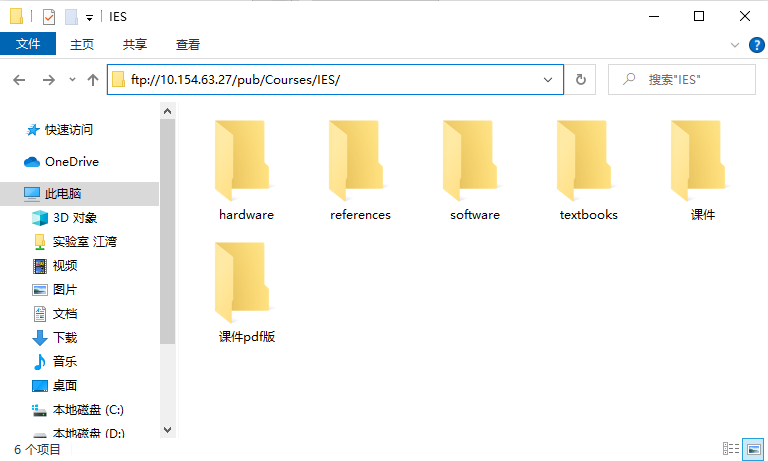 IES
文件 主页 共享 查看
ftp://10.154.63.27/pub/Courses/IES/
搜索"IES"
快速访问
OneDrive
此电脑
3D 对象
实验室 江湾
视频
图片
文档
下载
音乐
桌面
本地磁盘 (C:)
本地磁盘 (D:)
hardware references software textbooks 课件
课件pdf版
6 个项目